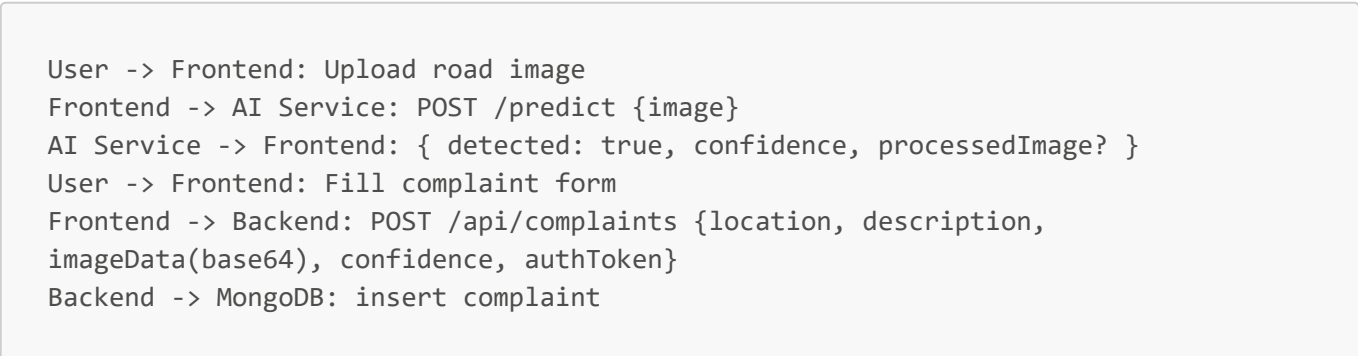 User -> Frontend: Upload road image
Frontend -> AI Service: POST /predict {image}
AI Service -> Frontend: { detected: true, confidence, processedImage? }
User -> Frontend: Fill complaint form
Frontend -> Backend: POST /api/complaints {location, description,
imageData(base64), confidence, authToken}
Backend -> MongoDB: insert complaint